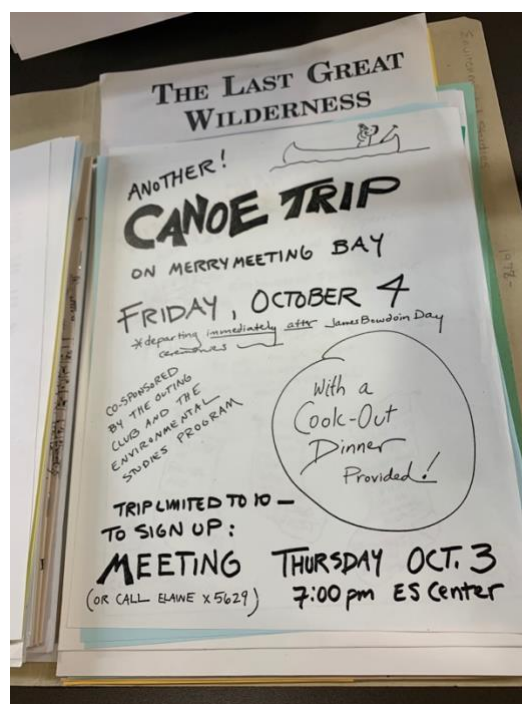 THE LAST GREAT
WILDERNESS
ANOTHER!
CANOE TRIP
ON MERRYMEETING BAY
FRIDAY, OCTOBER 4
*departing immediately after James Bowdoin Day
ceremonies
CO-SPONSORED
BY THE OUTING
CLUB AND THE
ENVIRONMENTAL
STUDIES PROGRAM
With a
Cook-Out
Dinner
Provided!
TRIP LIMITED TO 10 —
TO SIGN UP:
MEETING THURSDAY OCT. 3
(OR CALL ELAINE x5629) 7:00 pm ES Center
1978-